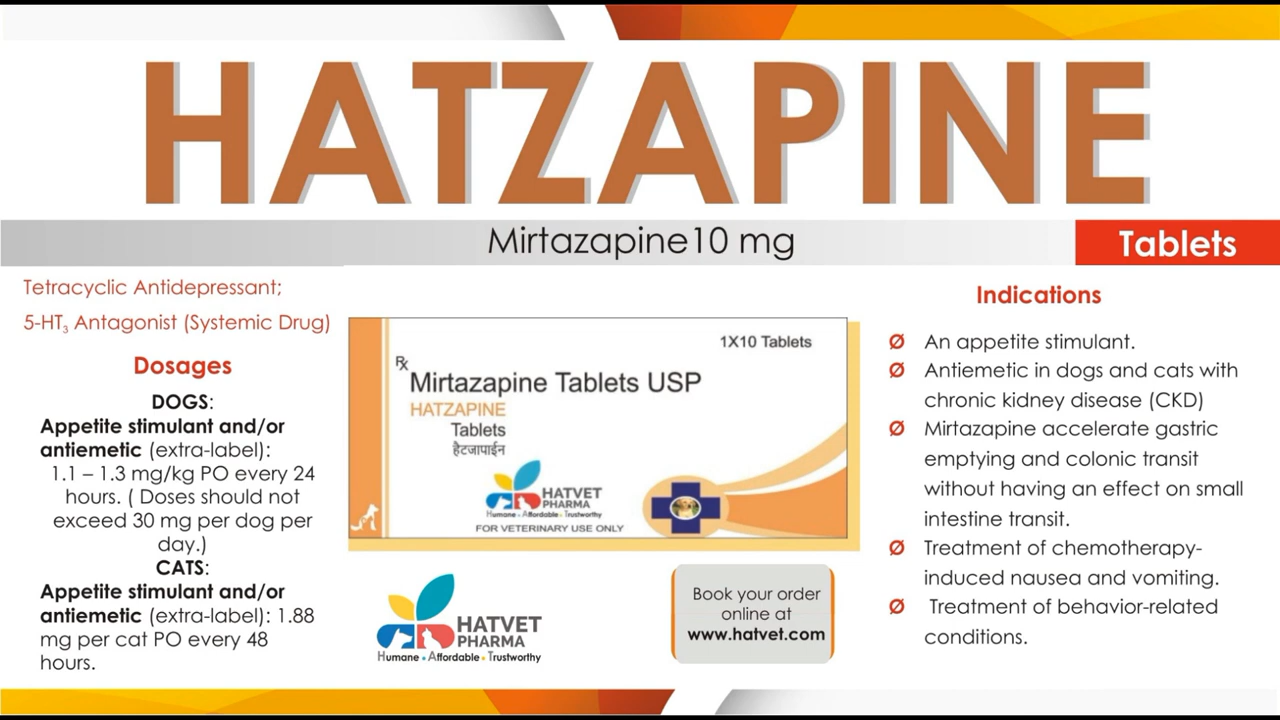 HATZAPINE
Mirtazapine10 mg
Tablets
Tetracyclic Antidepressant;
5-HT₃ Antagonist (Systemic Drug)
Dosages
DOGS:
Appetite stimulant and/or
antiemetic (extra-label):
1.1 – 1.3 mg/kg PO every 24
hours. ( Doses should not
exceed 30 mg per dog per
day.)
CATS:
Appetite stimulant and/or
antiemetic (extra-label): 1.88
mg per cat PO every 48
hours.
1X10 Tablets
Rx
Mirtazapine Tablets USP
HATZAPINE
Tablets
हैटजापाईन
HATVET
PHARMA
Humane • Affordable • Trustworthy
FOR VETERINARY USE ONLY
HATVET
PHARMA
Humane • Affordable • Trustworthy
Book your order
online at
www.hatvet.com
Indications
Ø An appetite stimulant.
Ø Antiemetic in dogs and cats with
chronic kidney disease (CKD)
Ø Mirtazapine accelerate gastric
emptying and colonic transit
without having an effect on small
intestine transit.
Ø Treatment of chemotherapy-
induced nausea and vomiting.
Ø Treatment of behavior-related
conditions.